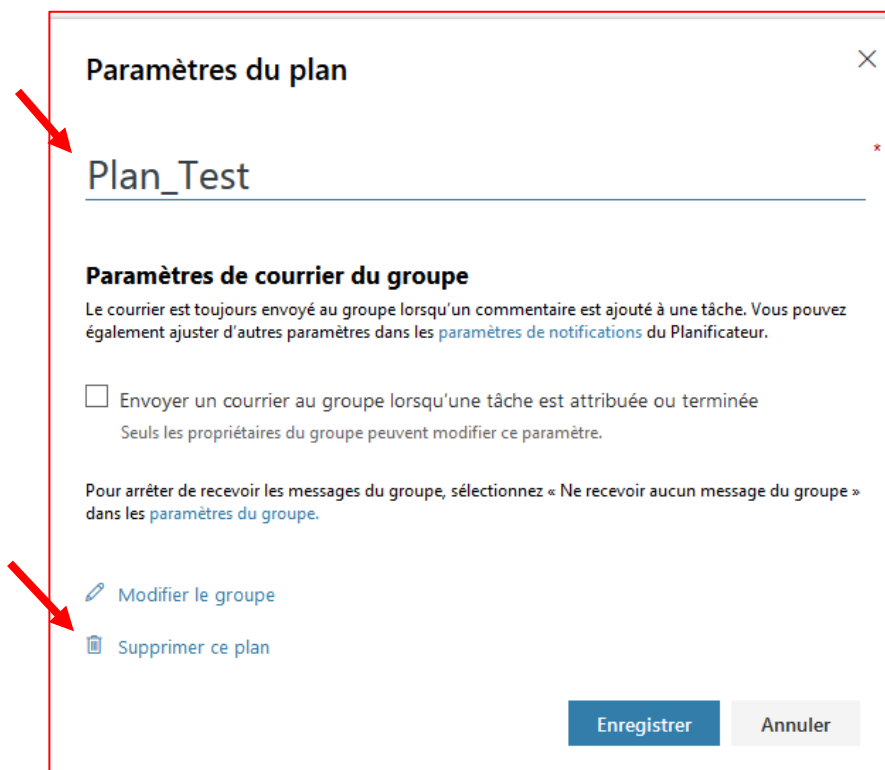 Paramètres du plan
*
Plan_Test
Paramètres de courrier du groupe
Le courrier est toujours envoyé au groupe lorsqu'un commentaire est ajouté à une tâche. Vous pouvez
également ajuster d'autres paramètres dans les paramètres de notifications du Planificateur.
Envoyer un courrier au groupe lorsqu'une tâche est attribuée ou terminée
Seuls les propriétaires du groupe peuvent modifier ce paramètre.
Pour arrêter de recevoir les messages du groupe, sélectionnez « Ne recevoir aucun message du groupe »
dans les paramètres du groupe.
Modifier le groupe
Supprimer ce plan
Enregistrer Annuler